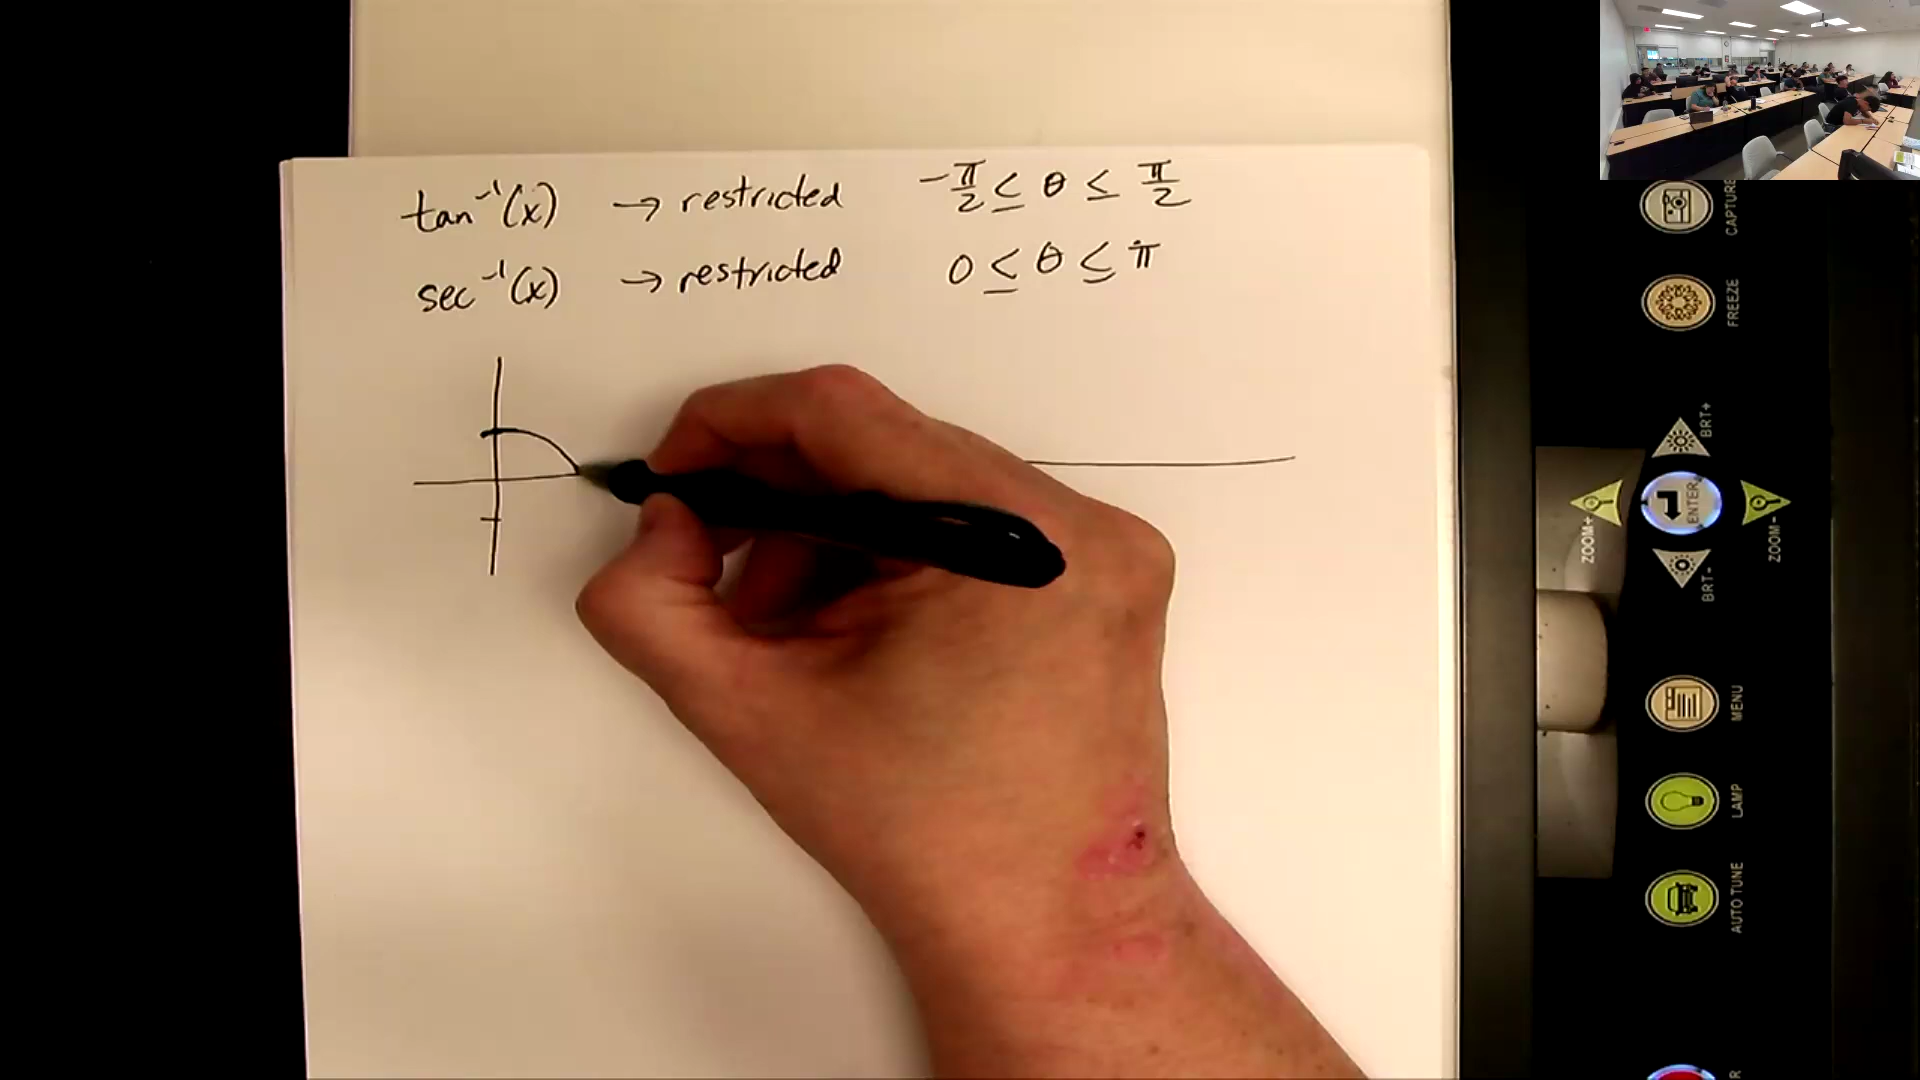 tan⁻¹(x) → restricted -π/2 ≤ θ ≤ π/2
sec⁻¹(x) → restricted 0 ≤ θ ≤ π
CAPTURE
FREEZE
BRT+
ENTER
ZOOM+
ZOOM-
BRT-
MENU
LAMP
AUTO TUNE
R